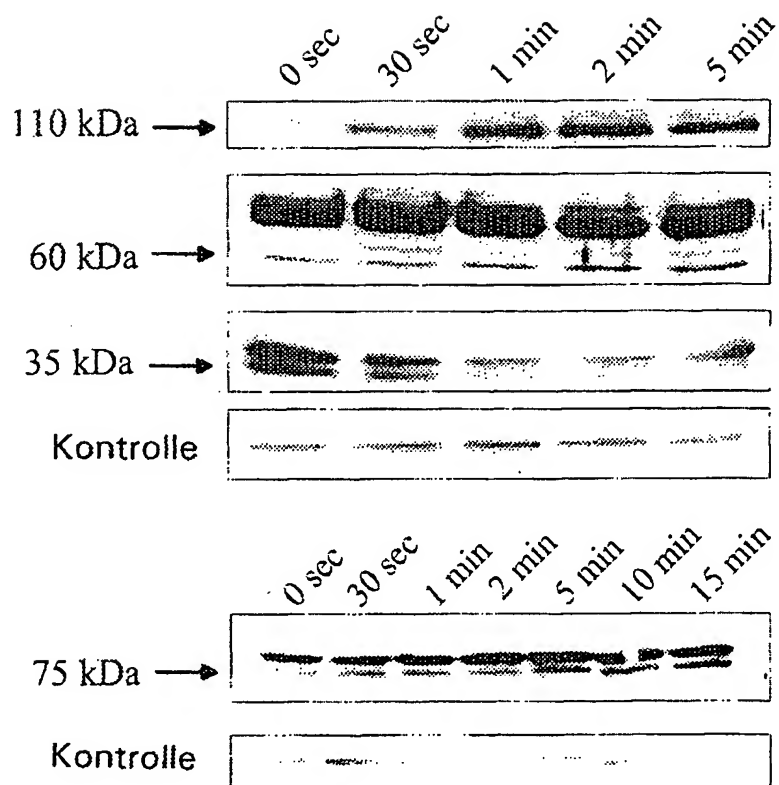 0 sec 30 sec 1 min 2 min 5 min
110 kDa
60 kDa
35 kDa
Kontrolle
0 sec 30 sec 1 min 2 min 5 min 10 min 15 min
75 kDa
Kontrolle